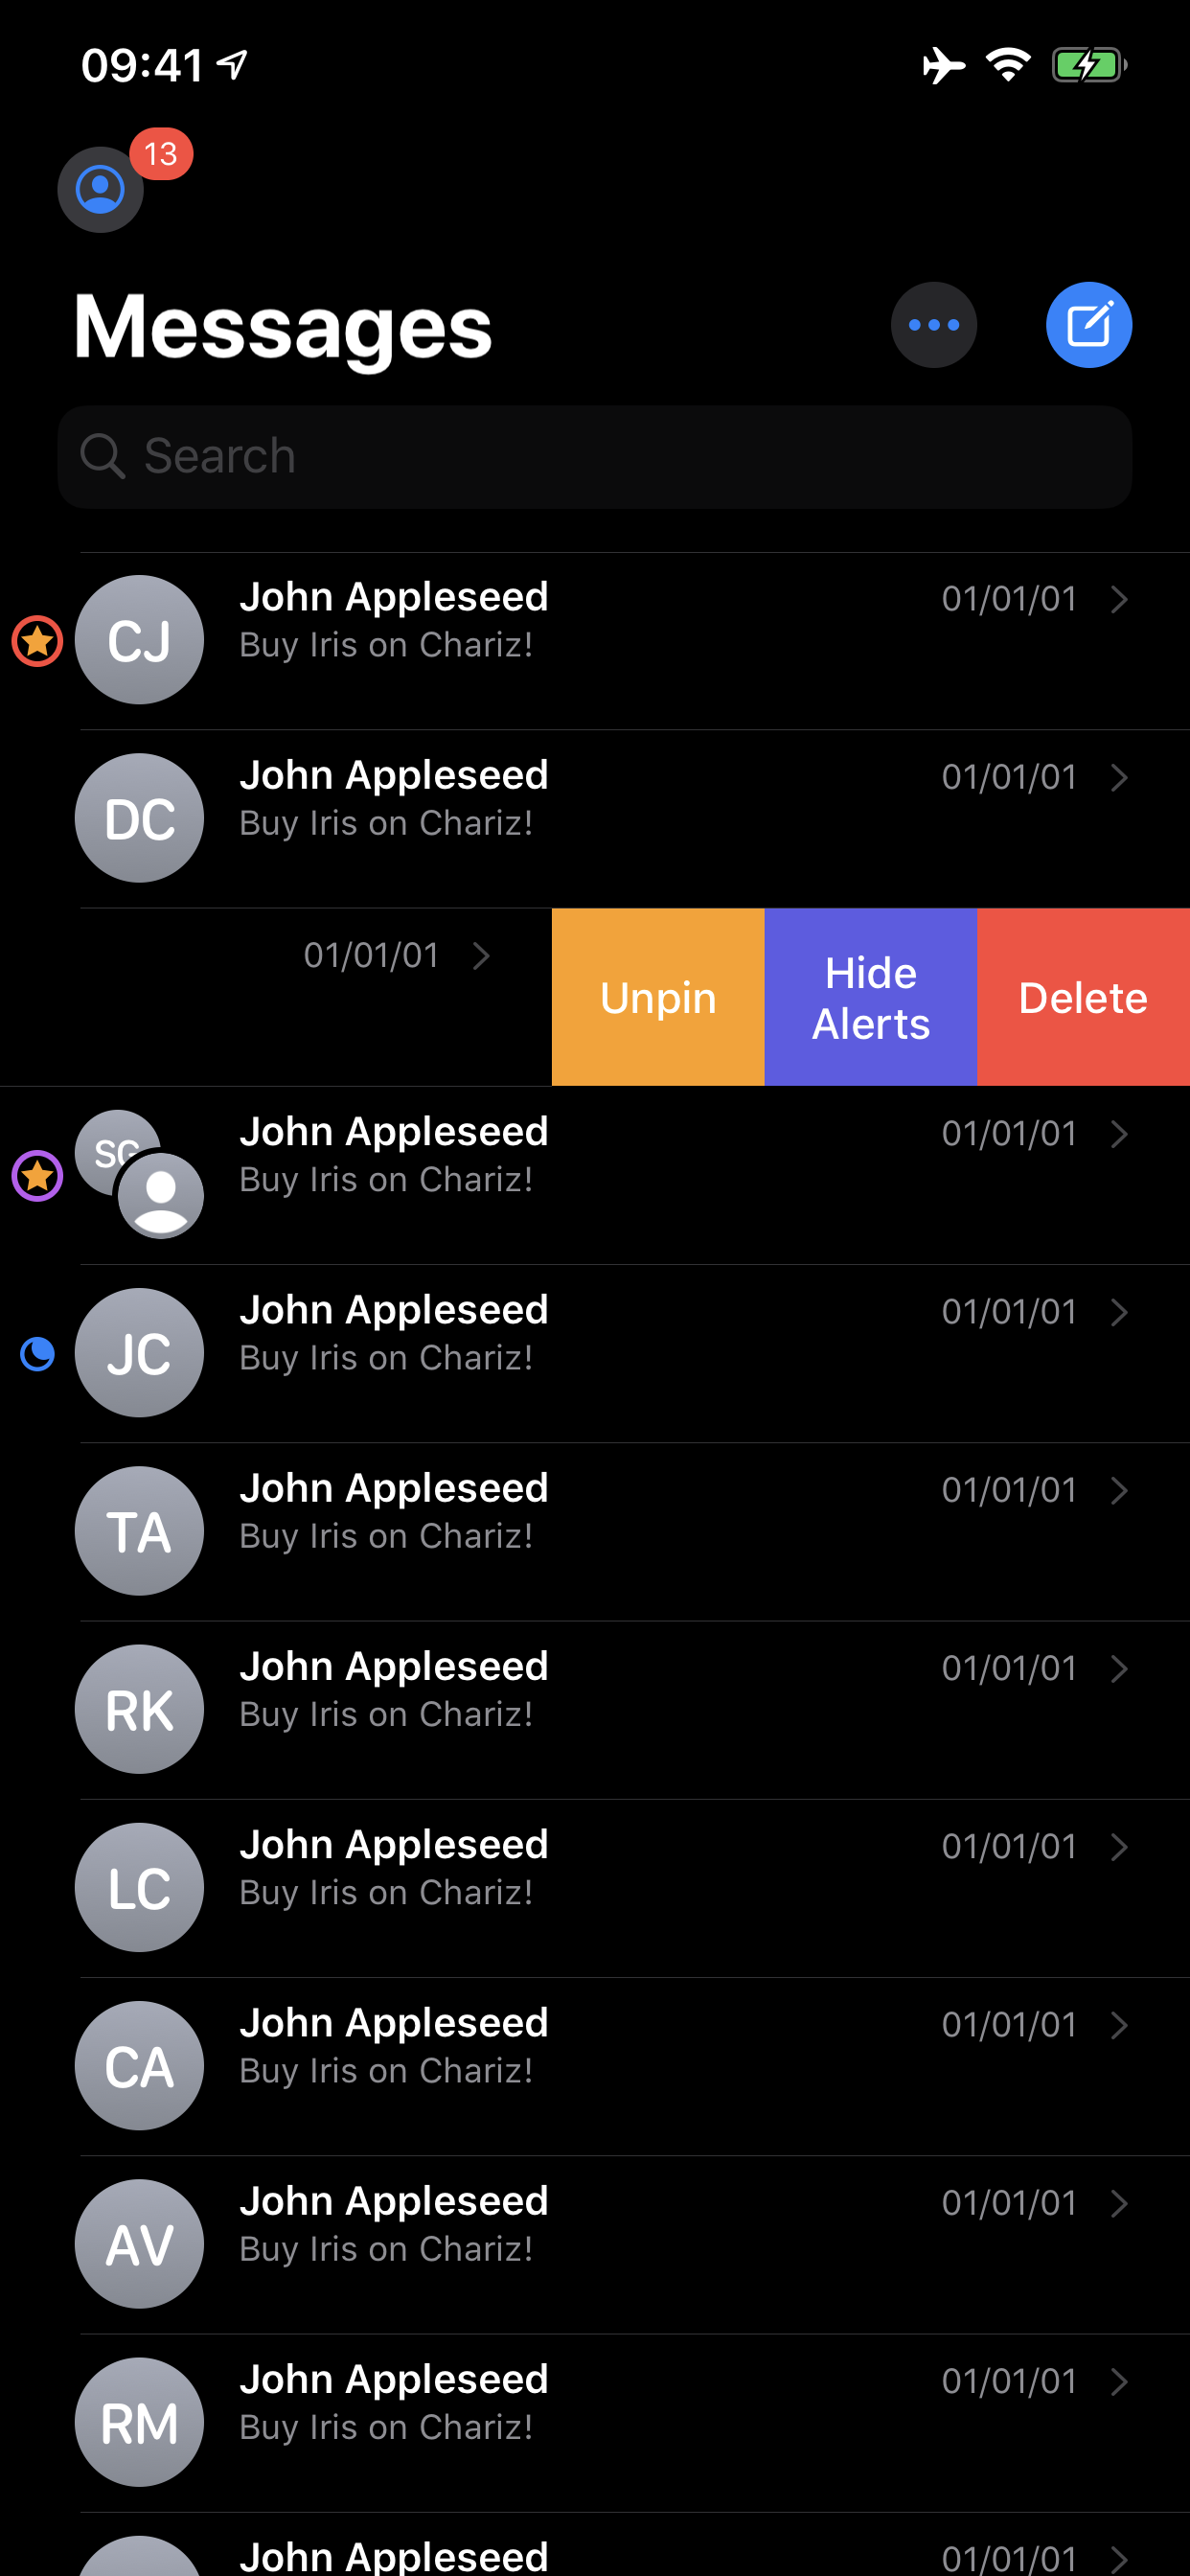 09:41
13
Messages
Search
CJ
John Appleseed
01/01/01
Buy Iris on Chariz!
DC
John Appleseed
01/01/01
Buy Iris on Chariz!
01/01/01
Unpin
Hide
Alerts
Delete
SG
John Appleseed
01/01/01
Buy Iris on Chariz!
JC
John Appleseed
01/01/01
Buy Iris on Chariz!
TA
John Appleseed
01/01/01
Buy Iris on Chariz!
RK
John Appleseed
01/01/01
Buy Iris on Chariz!
LC
John Appleseed
01/01/01
Buy Iris on Chariz!
CA
John Appleseed
01/01/01
Buy Iris on Chariz!
AV
John Appleseed
01/01/01
Buy Iris on Chariz!
RM
John Appleseed
01/01/01
Buy Iris on Chariz!
John Appleseed
01/01/01